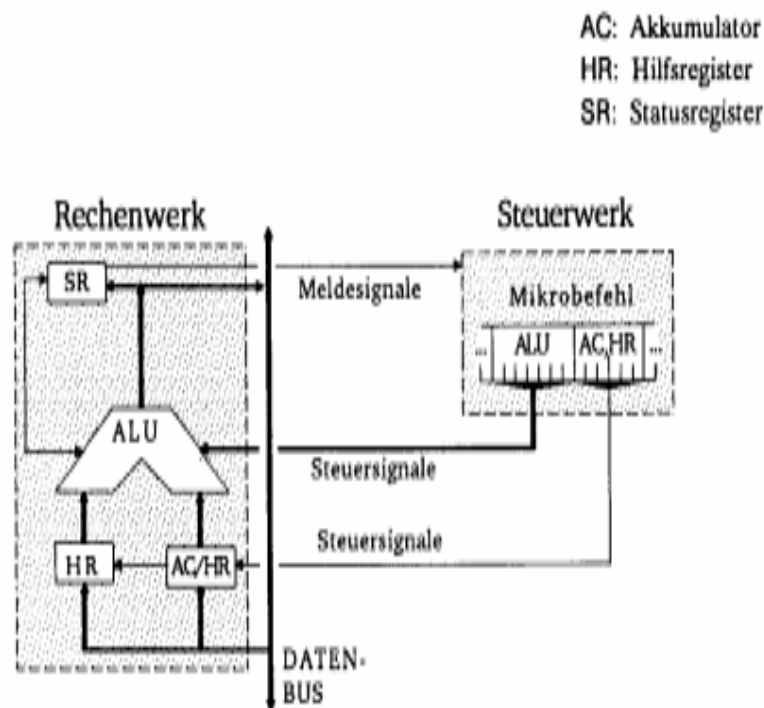 AC: Akkumulator
HR: Hilfsregister
SR: Statusregister
Rechenwerk
Steuerwerk
SR
Meldesignale
Mikrobefehl
... ALU AC,HR ...
ALU
Steuersignale
Steuersignale
HR
AC/HR
DATEN-
BUS